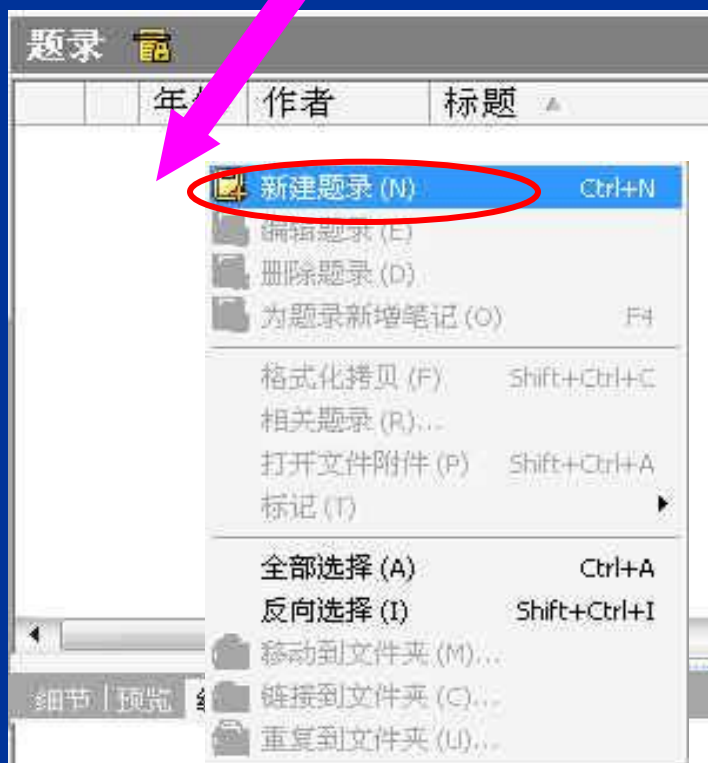 题录
年 作者 标题
新建题录 (N) Ctrl+N
编辑题录 (E)
删除题录 (D)
为题录新增笔记 (O) F4
格式化拷贝 (F) Shift+Ctrl+C
相关题录 (R)...
打开文件附件 (P) Shift+Ctrl+A
标记 (T)
全部选择 (A) Ctrl+A
反向选择 (I) Shift+Ctrl+I
移动到文件夹 (M)...
细节 预览
链接到文件夹 (C)...
重复到文件夹 (U)...